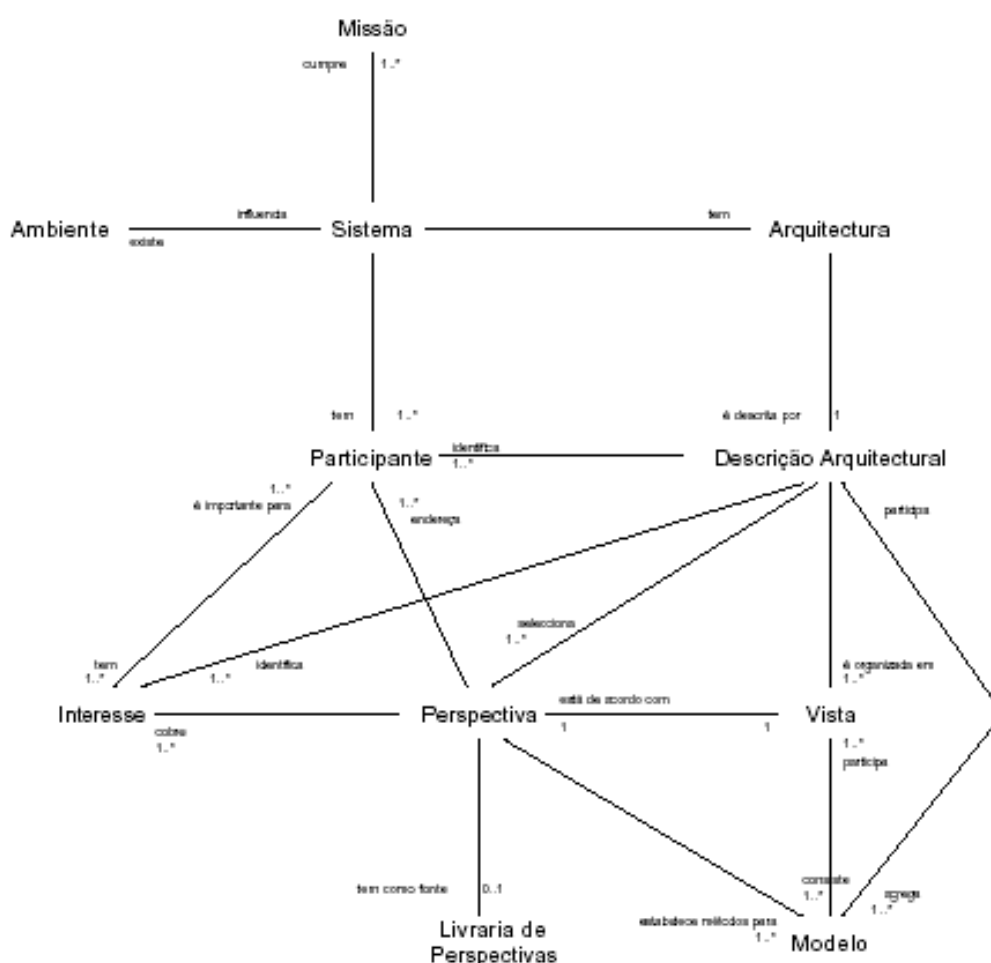 Missão
cumpre 1..*
influencia
tem
Ambiente
Sistema
Arquitectura
existe
tem 1..*
é descrita por 1
Participante
identifica
1..*
Descrição Arquitectural
1..*
é importante para
1..*
endereça
participa
selecciona
1..*
tem
1..*
identifica
1..*
é organizada em
1..*
Interesse
Perspectiva
está de acordo com
Vista
cobre
1..*
1
1
1..*
participa
tem como fonte 0..1
consiste
1..*
agrega
1..*
estabelece métodos para
1..*
Livraria de
Perspectivas
Modelo